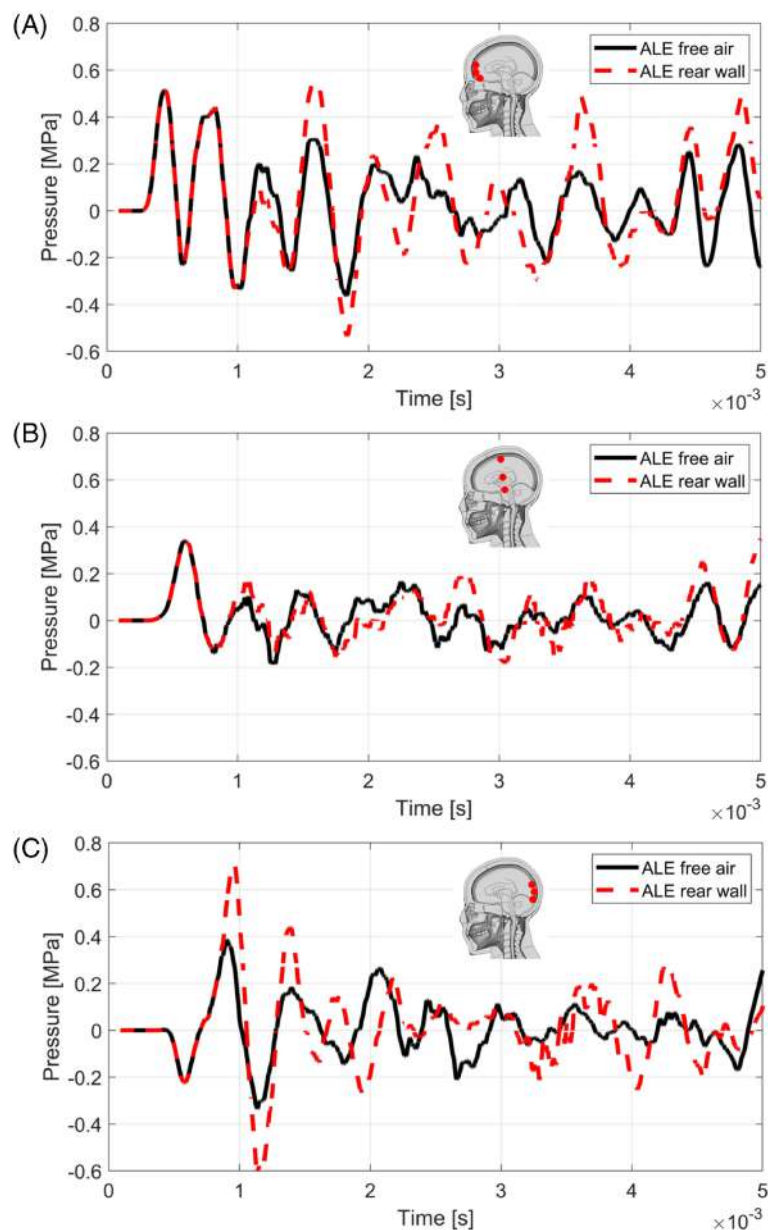 (A)
0.8
0.6
0.4
0.2
0
-0.2
-0.4
-0.6
Pressure [MPa]
ALE free air
ALE rear wall
0 1 2 3 4 5
Time [s]
×10-3
(B)
0.8
0.6
0.4
0.2
0
-0.2
-0.4
-0.6
Pressure [MPa]
ALE free air
ALE rear wall
0 1 2 3 4 5
Time [s]
×10-3
(C)
0.8
0.6
0.4
0.2
0
-0.2
-0.4
-0.6
Pressure [MPa]
ALE free air
ALE rear wall
0 1 2 3 4 5
Time [s]
×10-3